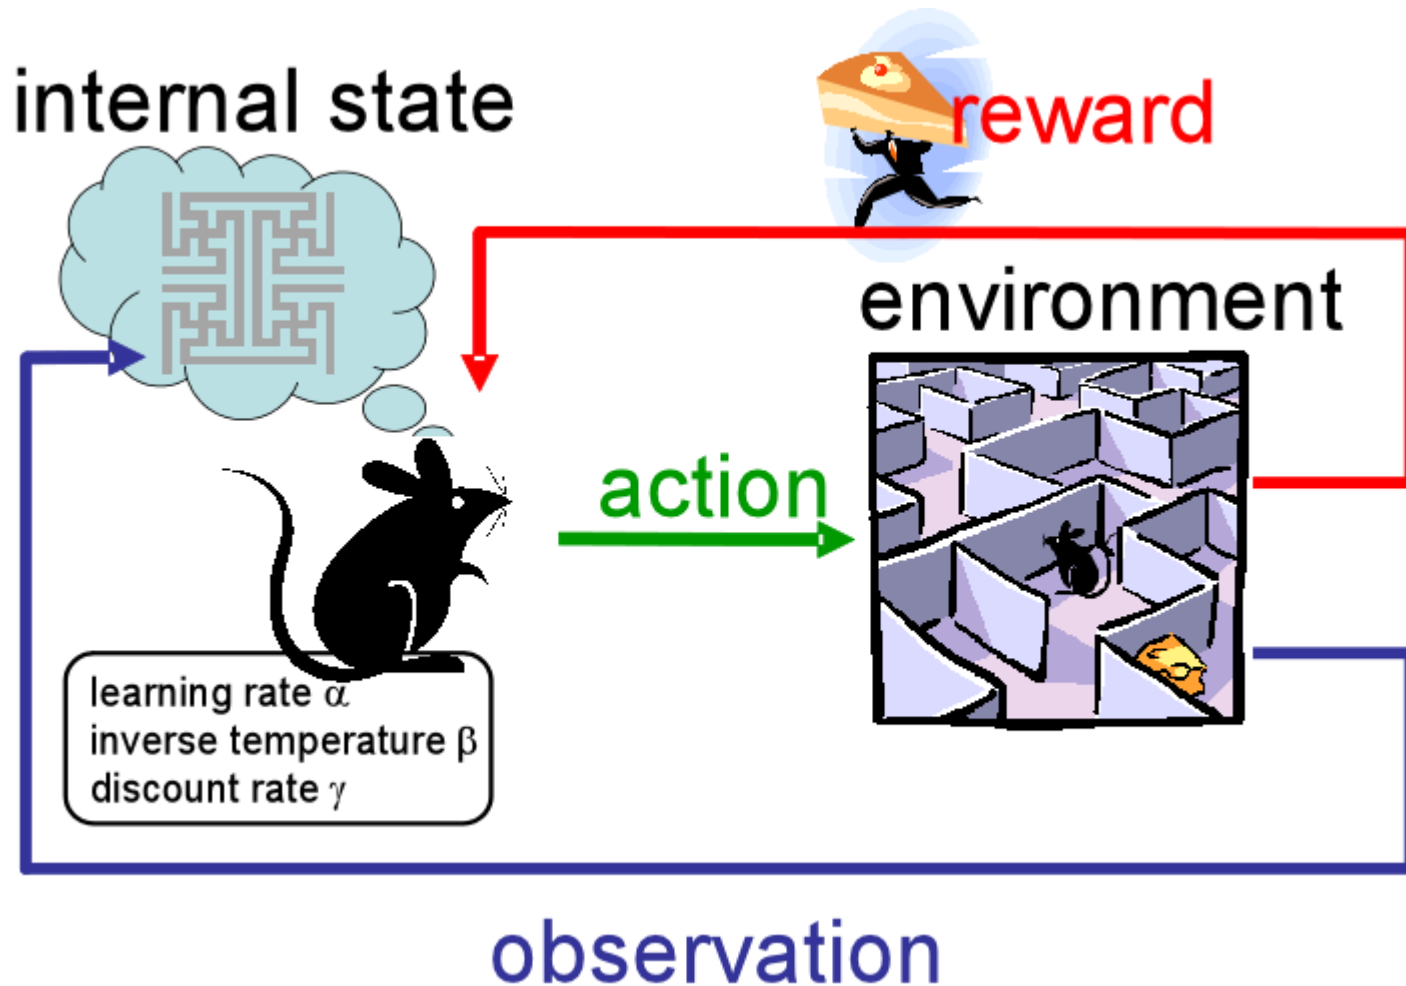 internal state
reward
environment
action
learning rate α
inverse temperature β
discount rate γ
observation